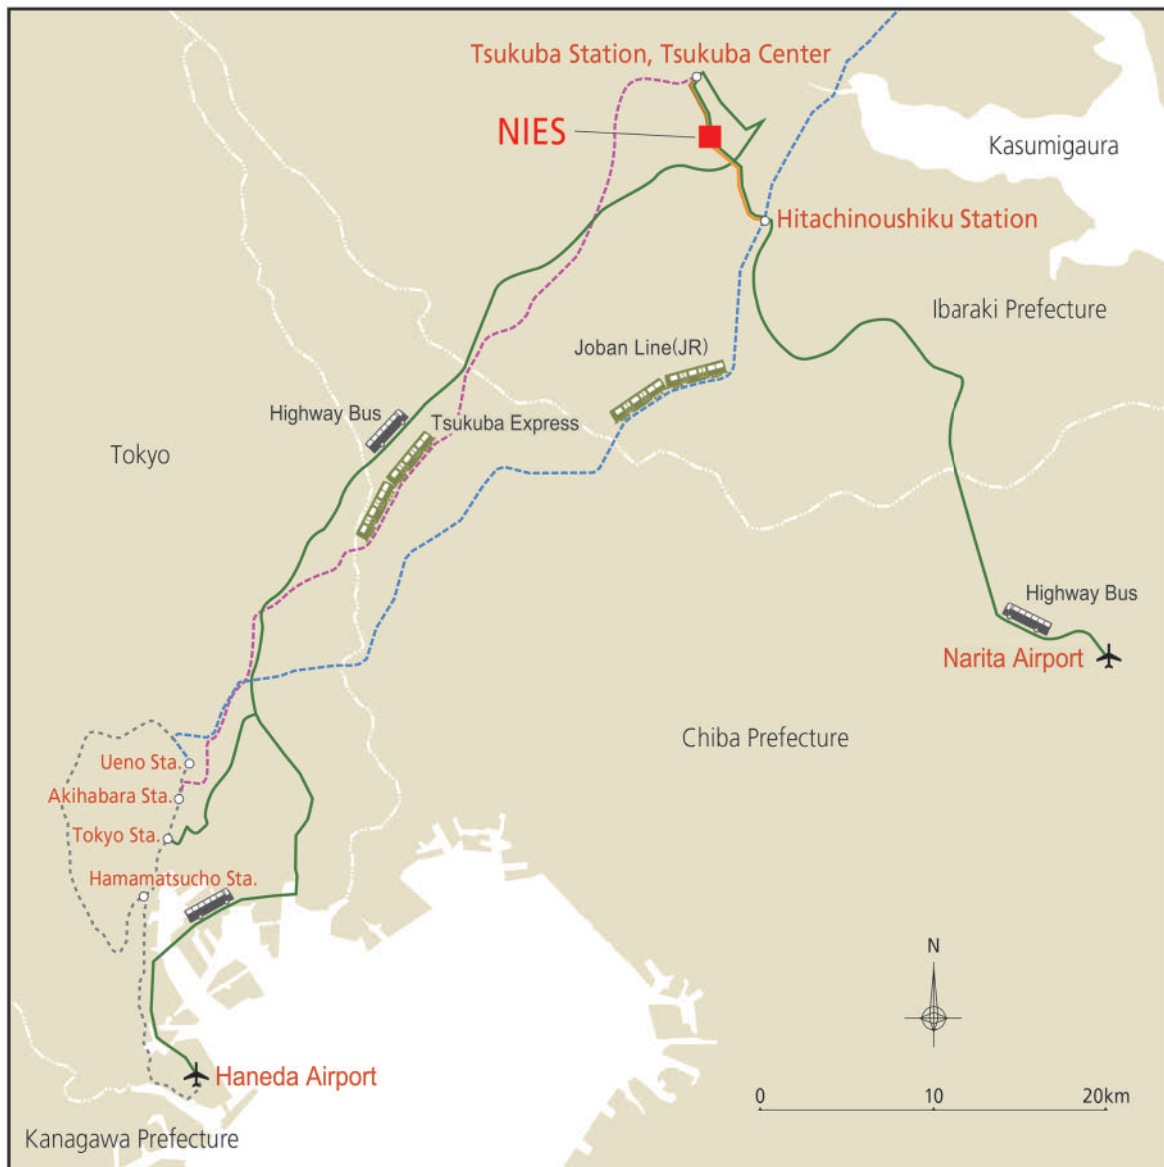 Tsukuba Station, Tsukuba Center
NIES
Kasumigaura
Hitachinoushiku Station
Ibaraki Prefecture
Joban Line(JR)
Highway Bus
Tsukuba Express
Tokyo
Highway Bus
Narita Airport
Chiba Prefecture
Ueno Sta.
Akihabara Sta.
Tokyo Sta.
Hamamatsucho Sta.
N
Haneda Airport
0 10 20km
Kanagawa Prefecture